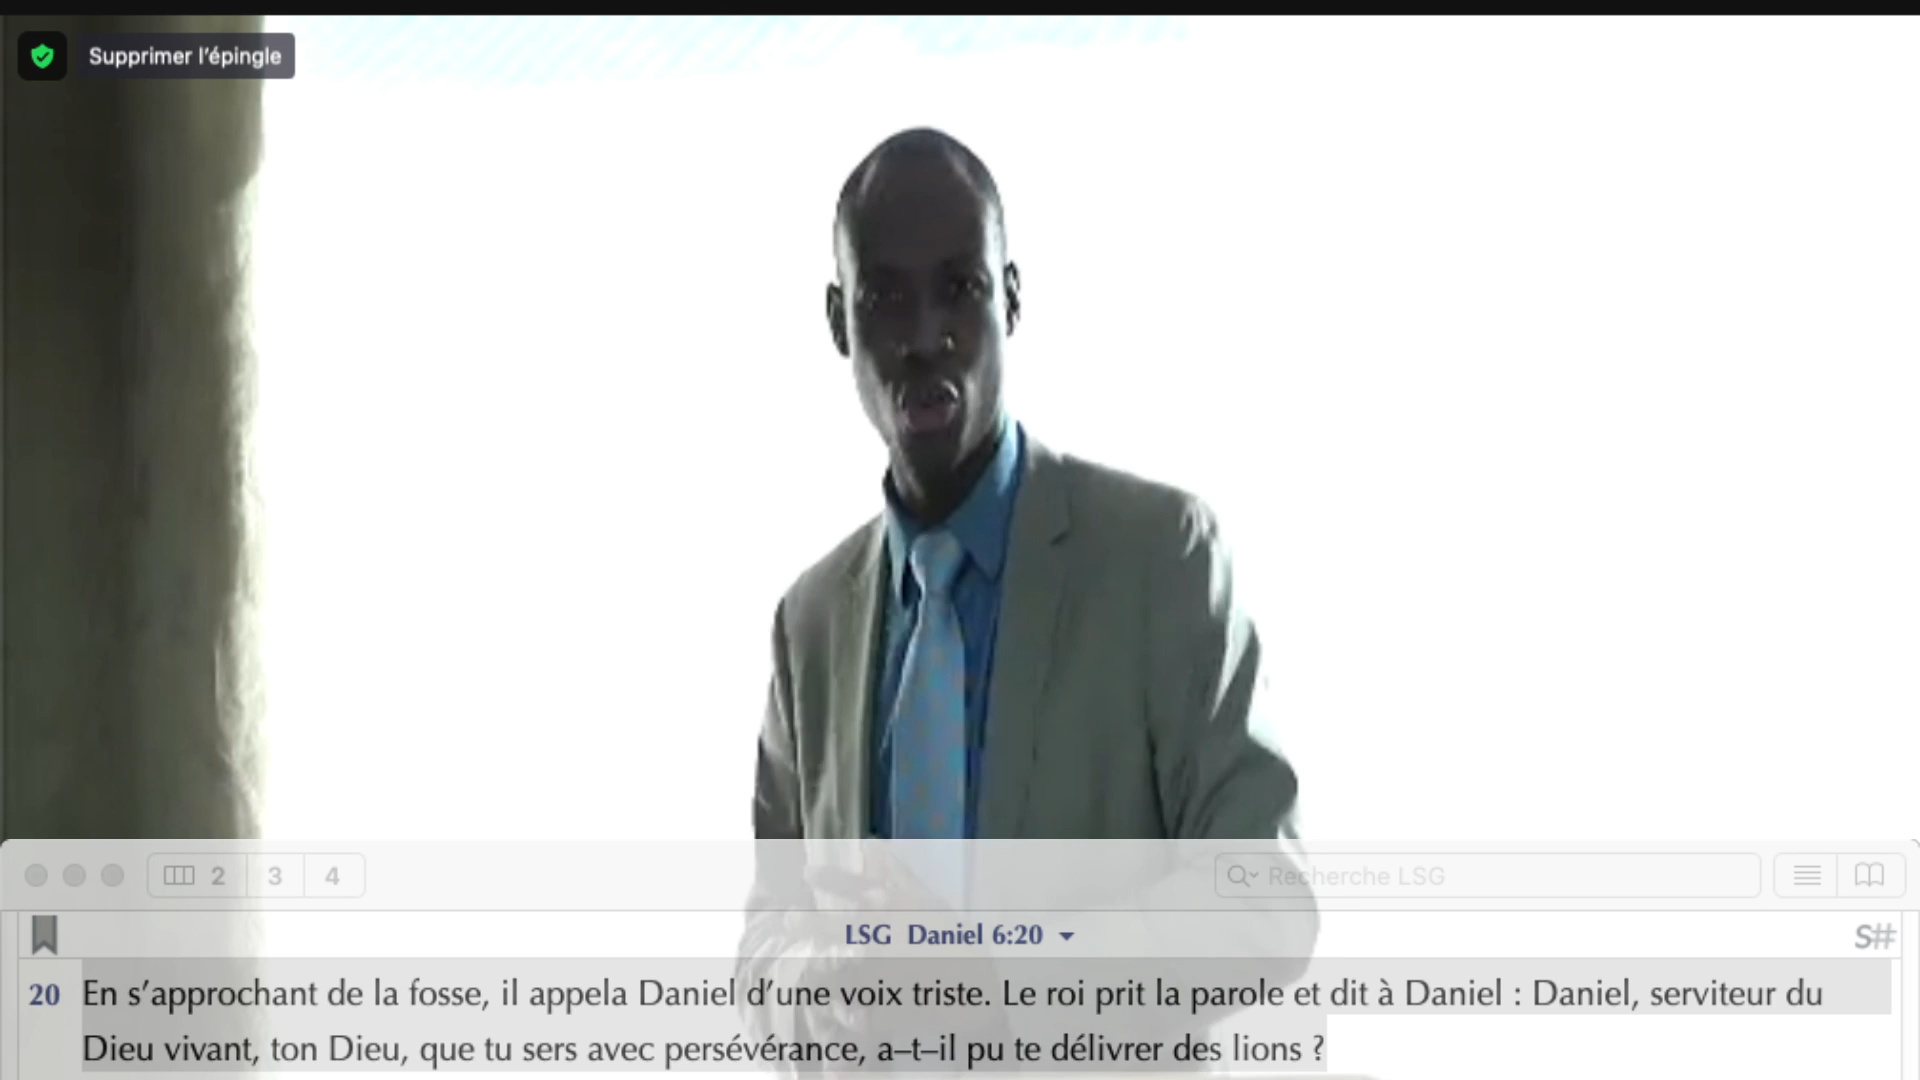 Supprimer l’épingle
2 3 4 Recherche LSG
LSG Daniel 6:20 S#
20 En s’approchant de la fosse, il appela Daniel d’une voix triste. Le roi prit la parole et dit à Daniel : Daniel, serviteur du
Dieu vivant, ton Dieu, que tu sers avec persévérance, a–t–il pu te délivrer des lions ?